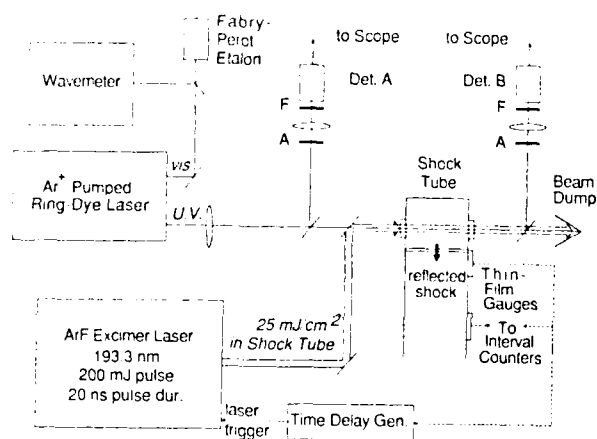 Fabry-
Perot
Etalon
to Scope
to Scope
Wavemeter
Det. A
Det. B
F
F
A
A
vis
Shock
Tube
Beam
Dump
Ar+ Pumped
Ring-Dye Laser
U.V.
reflected
shock
Thin-
Film
Gauges
25 mJ/cm2
in Shock Tube
To
Interval
Counters
ArF Excimer Laser
193.3 nm
200 mJ pulse
20 ns pulse dur.
laser
trigger
Time Delay Gen.